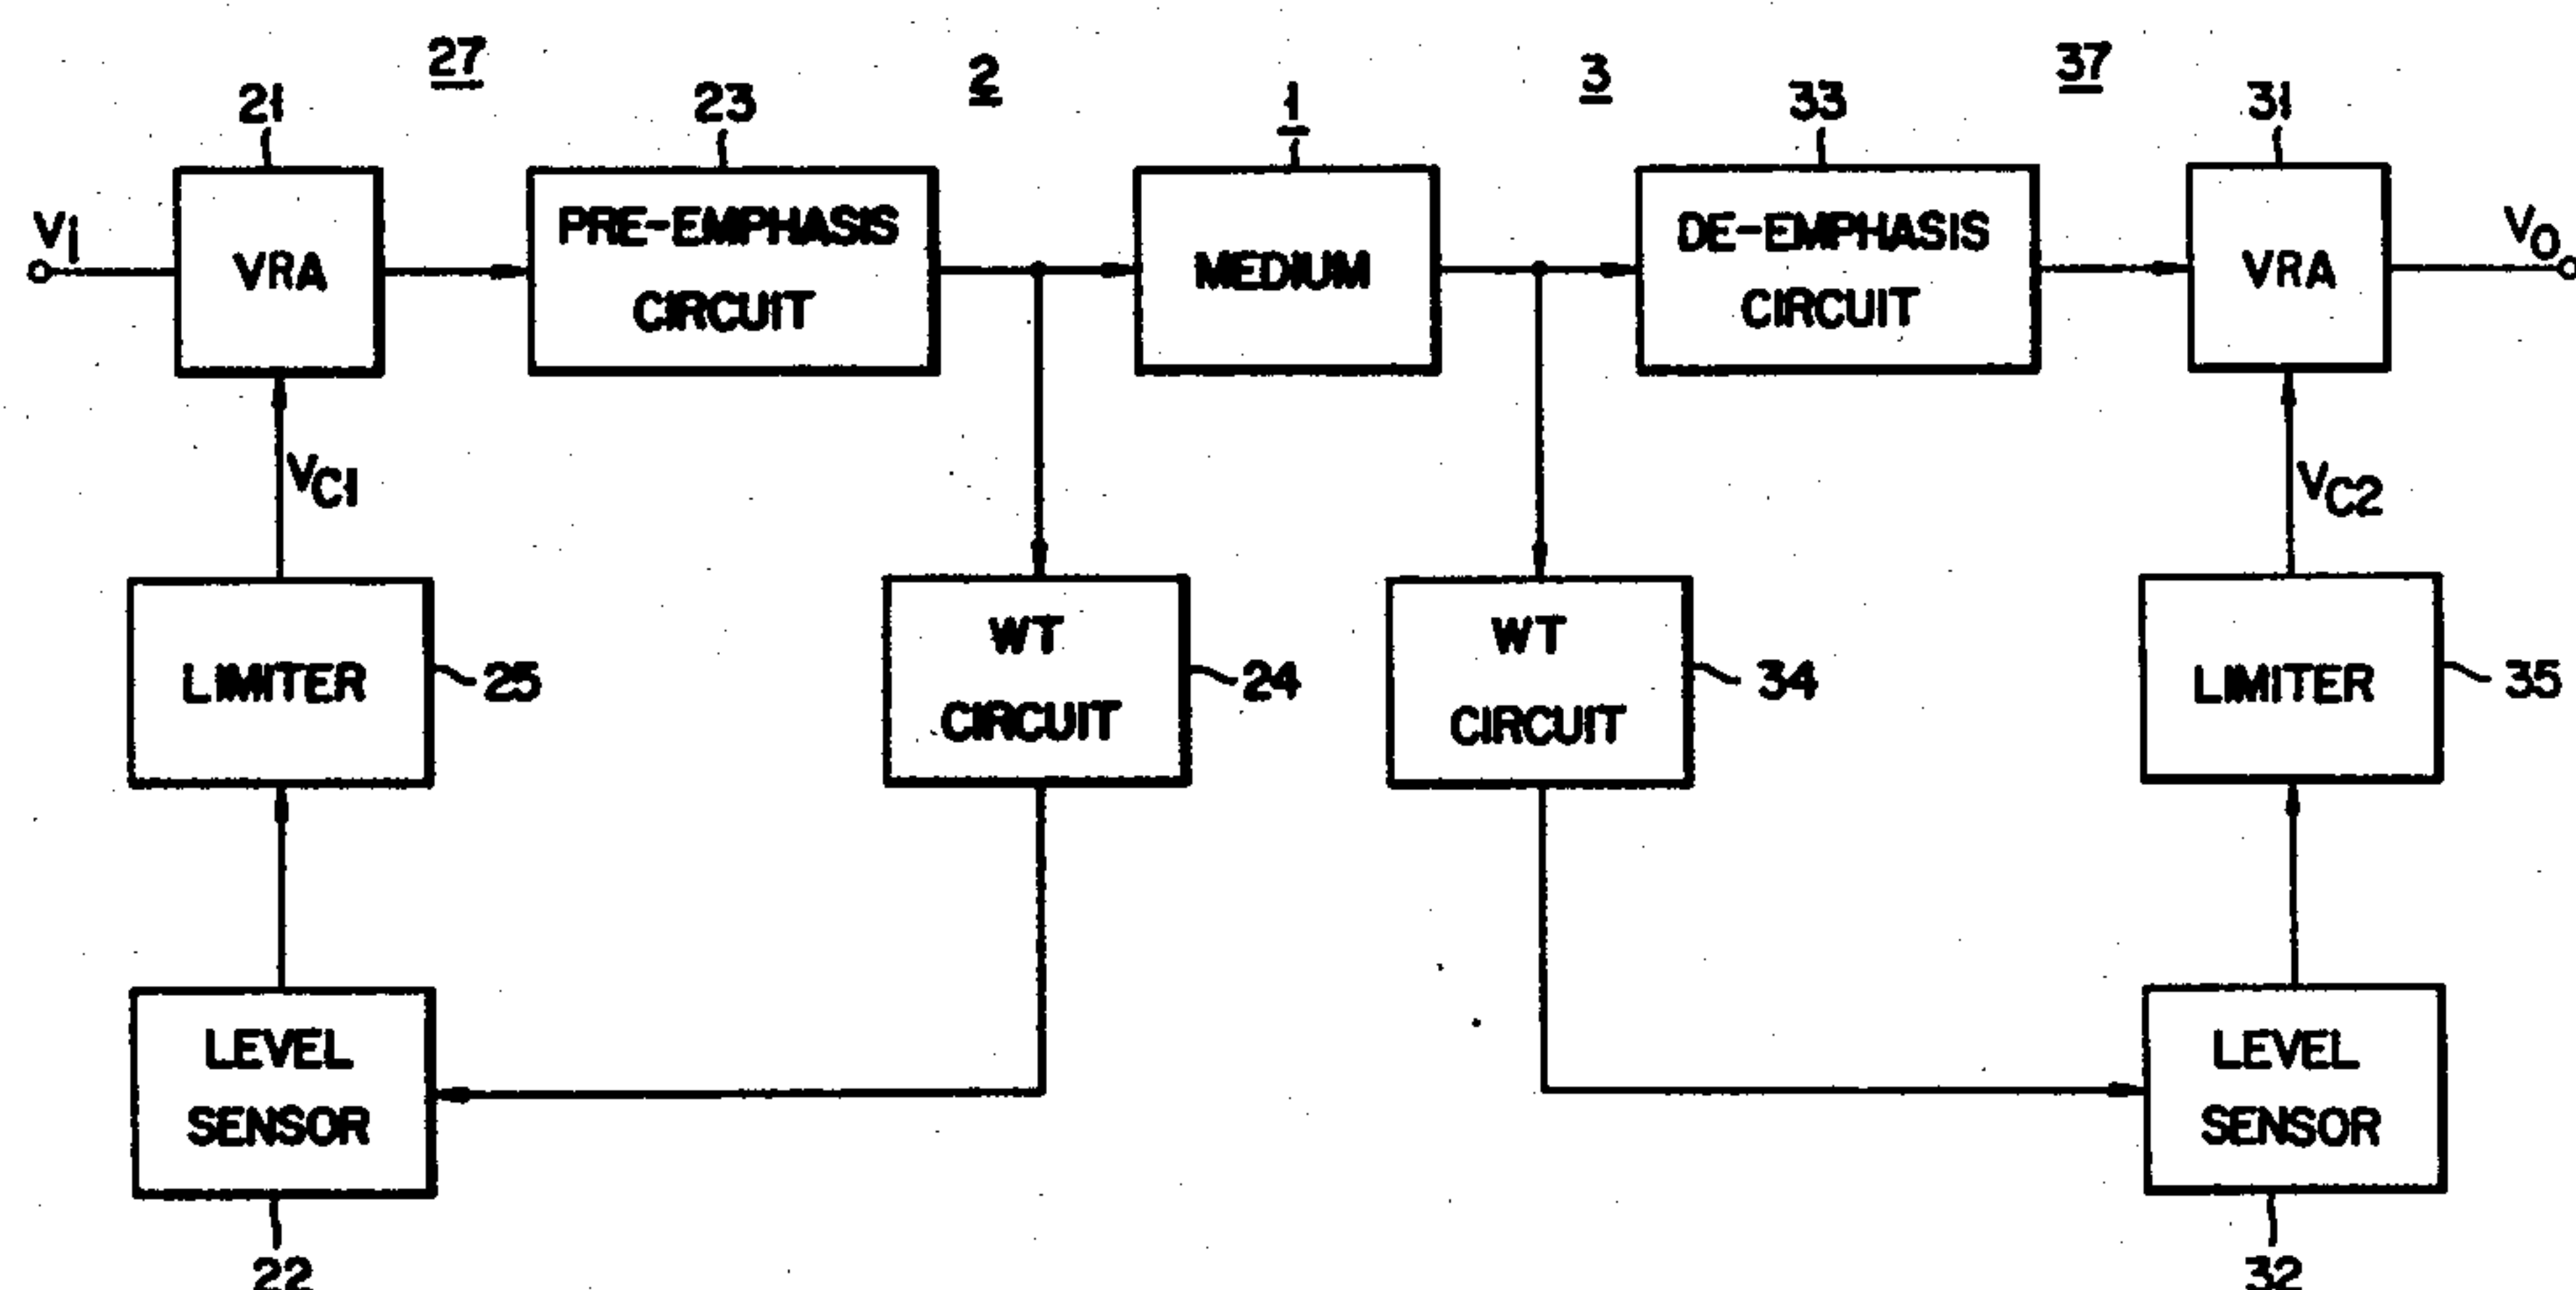 27
2
3
37
21
23
1
33
31
Vi
VRA
PRE-EMPHASIS
CIRCUIT
MEDIUM
DE-EMPHASIS
CIRCUIT
VRA
VO
VC1
VC2
LIMITER
25
WT
CIRCUIT
24
WT
CIRCUIT
34
LIMITER
35
LEVEL
SENSOR
LEVEL
SENSOR
22
32